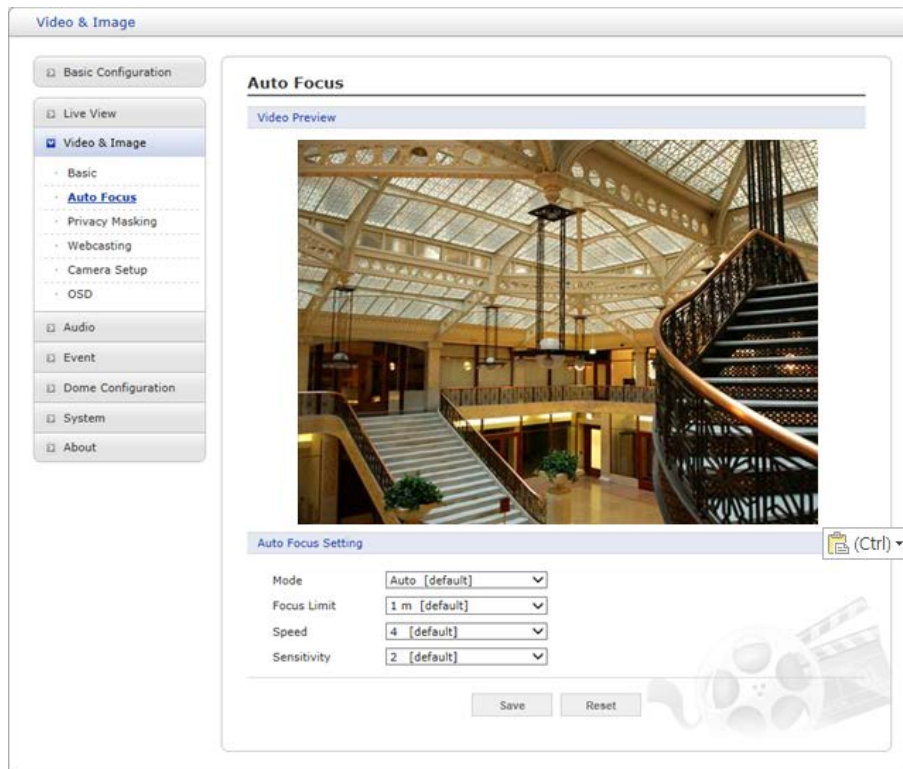 Video & Image
Basic Configuration
Live View
Video & Image
Basic
Auto Focus
Privacy Masking
Webcasting
Camera Setup
OSD
Audio
Event
Dome Configuration
System
About
Auto Focus
Video Preview
Auto Focus Setting
(Ctrl)
Mode Auto [default]
Focus Limit 1 m [default]
Speed 4 [default]
Sensitivity 2 [default]
Save Reset